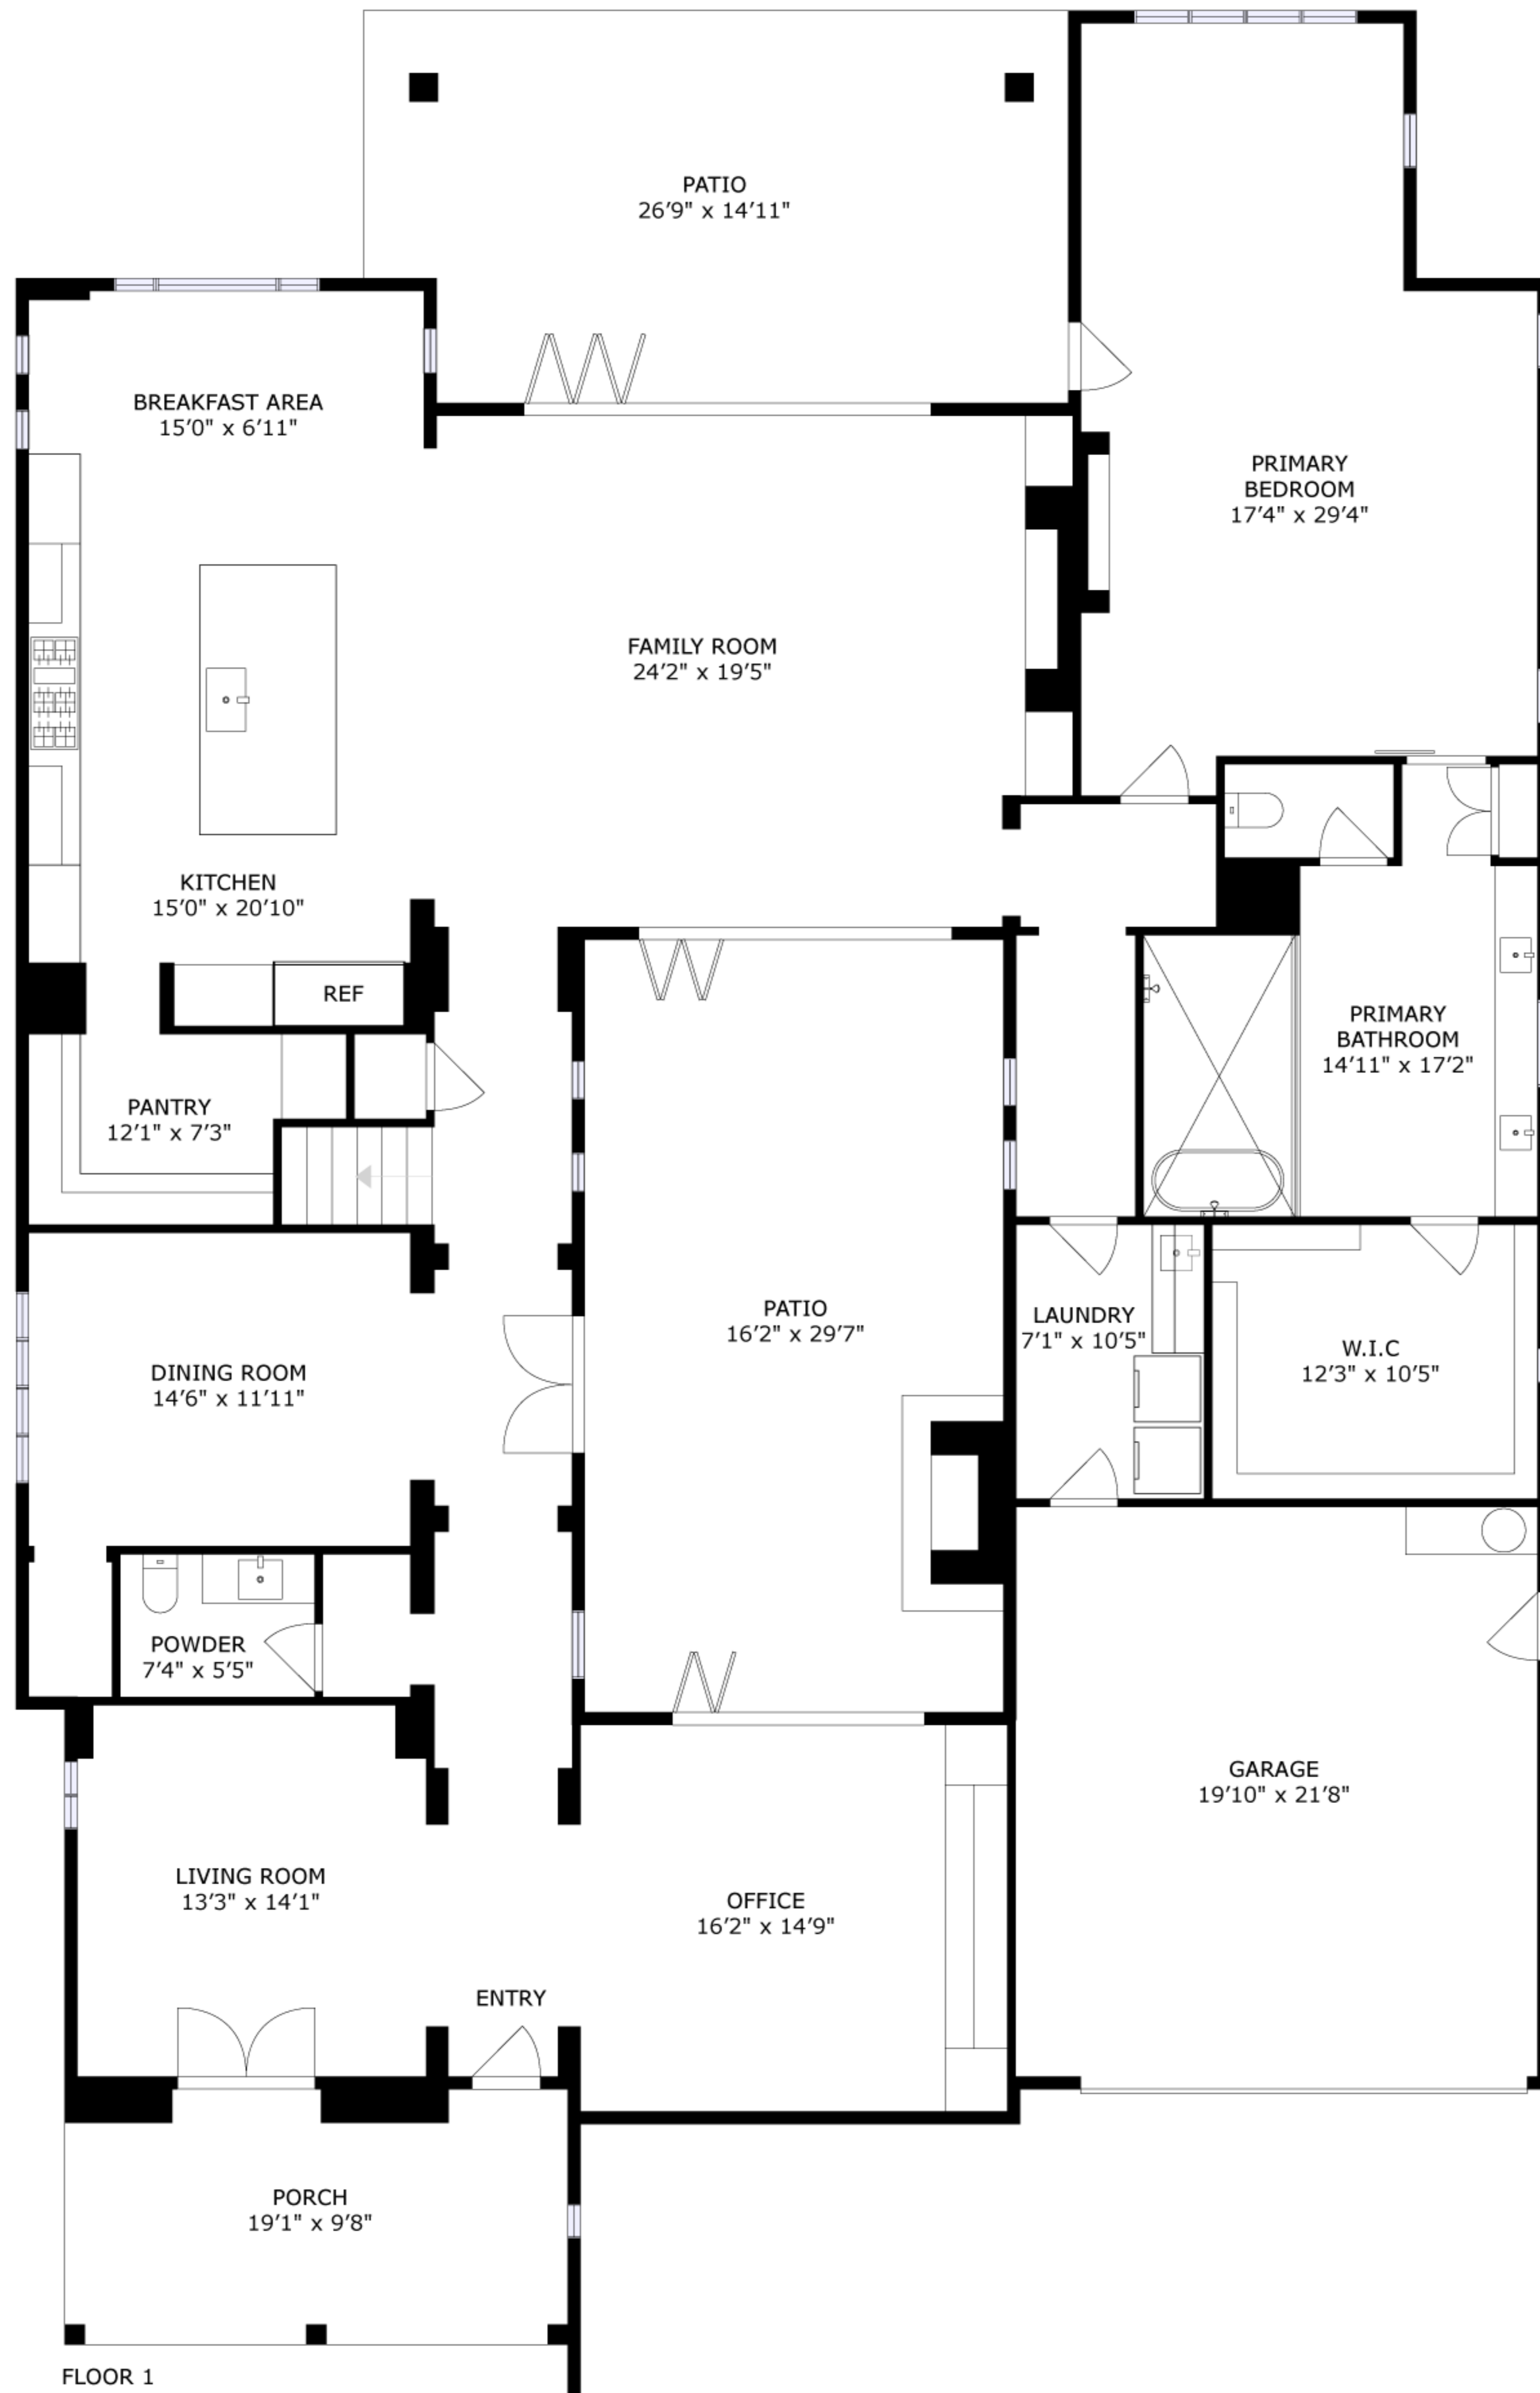 PATIO
26'9" x 14'11"
BREAKFAST AREA
15'0" x 6'11"
PRIMARY
BEDROOM
17'4" x 29'4"
FAMILY ROOM
24'2" x 19'5"
KITCHEN
15'0" x 20'10"
REF
PRIMARY
BATHROOM
14'11" x 17'2"
PANTRY
12'1" x 7'3"
PATIO
16'2" x 29'7"
LAUNDRY
7'1" x 10'5"
W.I.C
12'3" x 10'5"
DINING ROOM
14'6" x 11'11"
POWDER
7'4" x 5'5"
GARAGE
19'10" x 21'8"
LIVING ROOM
13'3" x 14'1"
OFFICE
16'2" x 14'9"
ENTRY
PORCH
19'1" x 9'8"
FLOOR 1